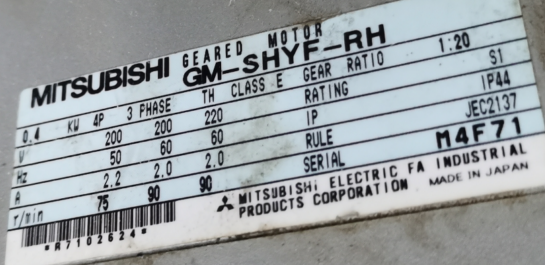 MITSUBISHI GEARED MOTOR GM-SHYF-RH
0.4 KW 4P 3 PHASE TH CLASS E GEAR RATIO 1:20
V 200 200 220 RATING S1
Hz 50 60 60 IP IP44
A 2.2 2.0 2.0 RULE JEC2137
r/min 75 90 90 SERIAL M4F71
*R7102624*
MITSUBISHI ELECTRIC FA INDUSTRIAL
PRODUCTS CORPORATION MADE IN JAPAN